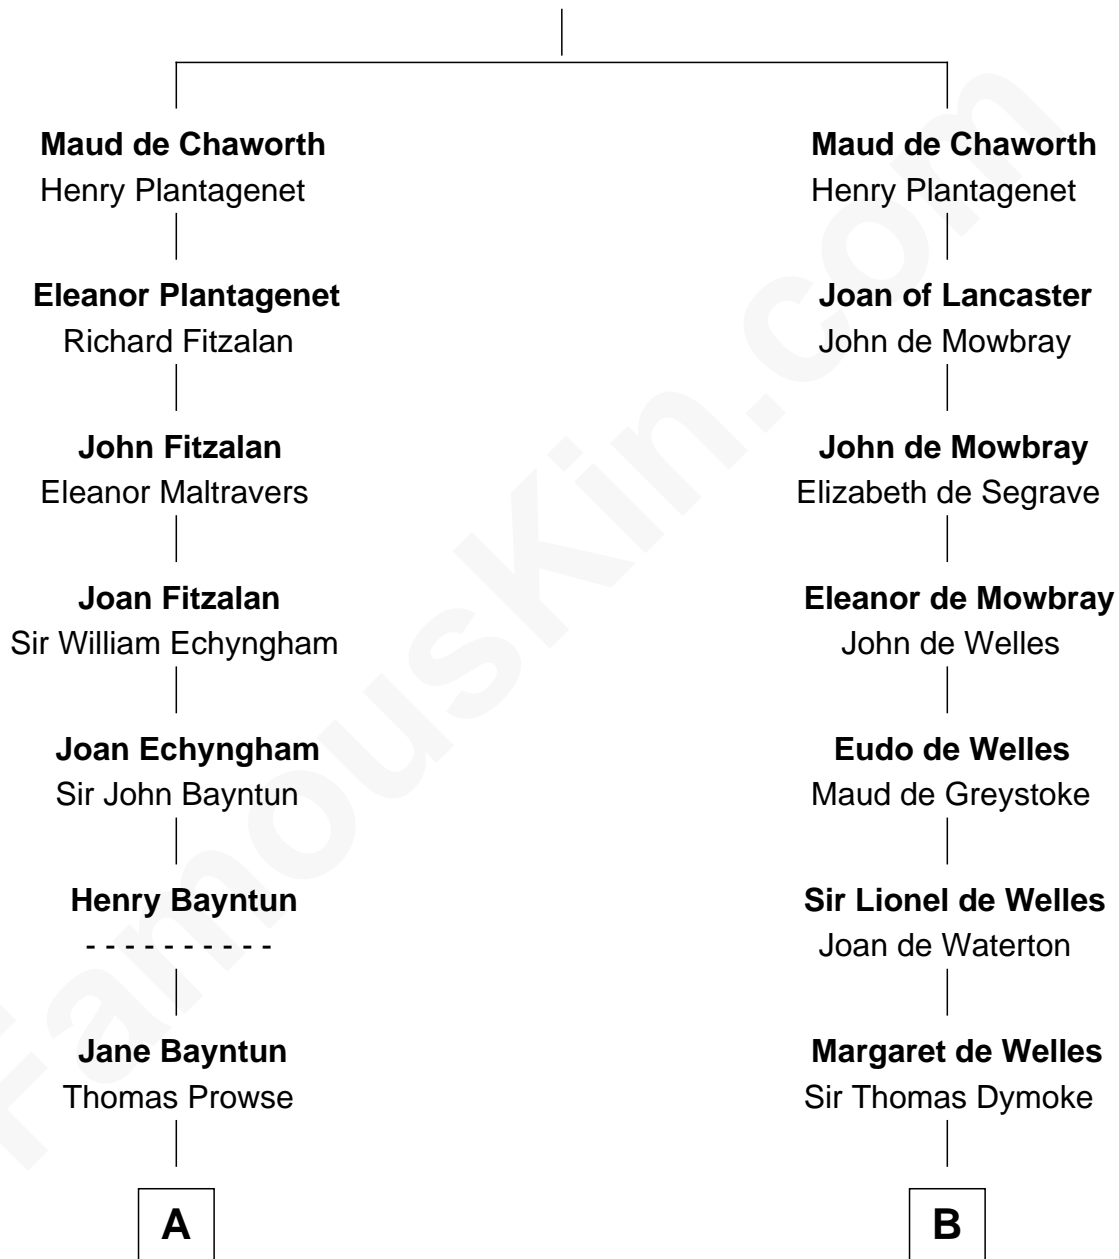 Maud de Chaworth
Henry Plantagenet
Eleanor Plantagenet
Richard Fitzalan
John Fitzalan
Eleanor Maltravers
Joan Fitzalan
Sir William Echyngham
Joan Echyngham
Sir John Bayntun
Henry Bayntun
- - - - - - - - - -
Jane Bayntun
Thomas Prowse
A
Maud de Chaworth
Henry Plantagenet
Joan of Lancaster
John de Mowbray
John de Mowbray
Elizabeth de Segrave
Eleanor de Mowbray
John de Welles
Eudo de Welles
Maud de Greystoke
Sir Lionel de Welles
Joan de Waterton
Margaret de Welles
Sir Thomas Dymoke
B
FamousKin.com